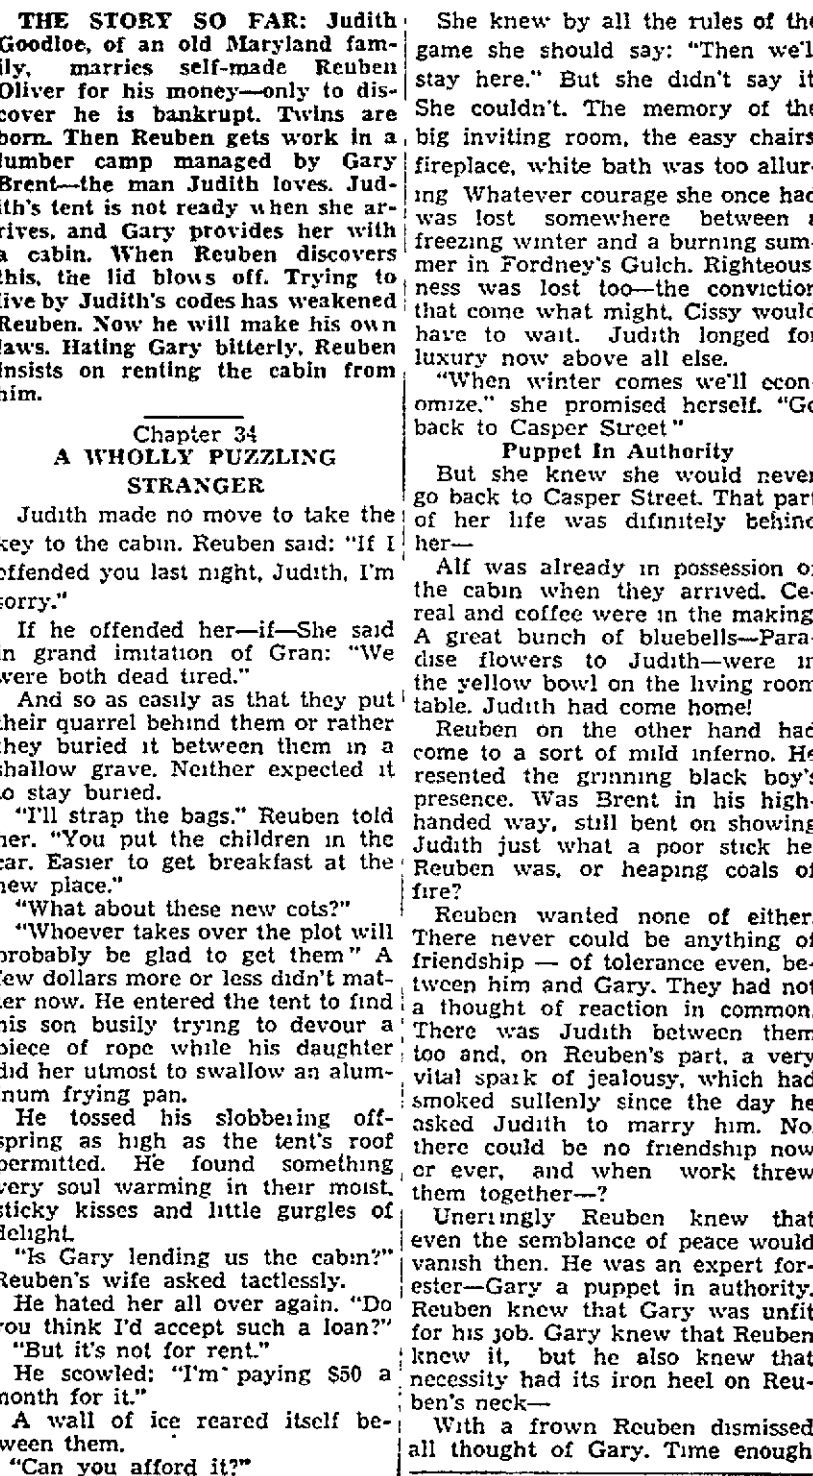 THE STORY SO FAR: Judith
Goodloe, of an old Maryland fam-
ily, marries self-made Reuben
Oliver for his money—only to dis-
cover he is bankrupt. Twins are
born. Then Reuben gets work in a
lumber camp managed by Gary
Brent—the man Judith loves. Jud-
ith's tent is not ready when she ar-
rives, and Gary provides her with
a cabin. When Reuben discovers
this, the lid blows off. Trying to
live by Judith's codes has weakened
Reuben. Now he will make his own
laws. Hating Gary bitterly, Reuben
insists on renting the cabin from
him.
Chapter 34
A WHOLLY PUZZLING
STRANGER
Judith made no move to take the
key to the cabin. Reuben said: "If I
offended you last night, Judith, I'm
sorry."
If he offended her—if—She said
in grand imitation of Gran: "We
were both dead tired."
And so as easily as that they put
their quarrel behind them or rather
they buried it between them in a
shallow grave. Neither expected it
to stay buried.
"I'll strap the bags." Reuben told
her. "You put the children in the
car. Easier to get breakfast at the
new place."
"What about these new cots?"
"Whoever takes over the plot will
probably be glad to get them" A
few dollars more or less didn't mat-
ter now. He entered the tent to find
his son busily trying to devour a
piece of rope while his daughter
did her utmost to swallow an alum-
inum frying pan.
He tossed his slobbering off-
spring as high as the tent's roof
permitted. He found something
very soul warming in their moist,
sticky kisses and little gurgles of
delight.
"Is Gary lending us the cabin?"
Reuben's wife asked tactlessly.
He hated her all over again. "Do
you think I'd accept such a loan?"
"But it's not for rent."
He scowled: "I'm paying $50 a
month for it."
A wall of ice reared itself be-
tween them.
"Can you afford it?"
She knew by all the rules of the
game she should say: "Then we'll
stay here." But she didn't say it
She couldn't. The memory of the
big inviting room, the easy chairs
fireplace, white bath was too allur-
ing Whatever courage she once had
was lost somewhere between a
freezing winter and a burning sum-
mer in Fordney's Gulch. Righteous-
ness was lost too—the conviction
that come what might, Cissy would
have to wait. Judith longed for
luxury now above all else.
"When winter comes we'll econ-
omize," she promised herself. "Go
back to Casper Street"
Puppet In Authority
But she knew she would never
go back to Casper Street. That part
of her life was difinitely behind
her—
Alf was already in possession of
the cabin when they arrived. Ce-
real and coffee were in the making
A great bunch of bluebells—Para-
dise flowers to Judith—were in
the yellow bowl on the living room
table. Judith had come home!
Reuben on the other hand had
come to a sort of mild inferno. He
resented the grinning black boy's
presence. Was Brent in his high-
handed way, still bent on showing
Judith just what a poor stick he
Reuben was, or heaping coals of
fire?
Reuben wanted none of either.
There never could be anything of
friendship — of tolerance even, be-
tween him and Gary. They had not
a thought of reaction in common.
There was Judith between them
too and, on Reuben's part, a very
vital spark of jealousy, which had
smoked sullenly since the day he
asked Judith to marry him. No
there could be no friendship now
or ever, and when work threw
them together—?
Unerringly Reuben knew that
even the semblance of peace would
vanish then. He was an expert for-
ester—Gary a puppet in authority.
Reuben knew that Gary was unfit
for his job. Gary knew that Reuben
knew it, but he also knew that
necessity had its iron heel on Reu-
ben's neck—
With a frown Reuben dismissed
all thought of Gary. Time enough